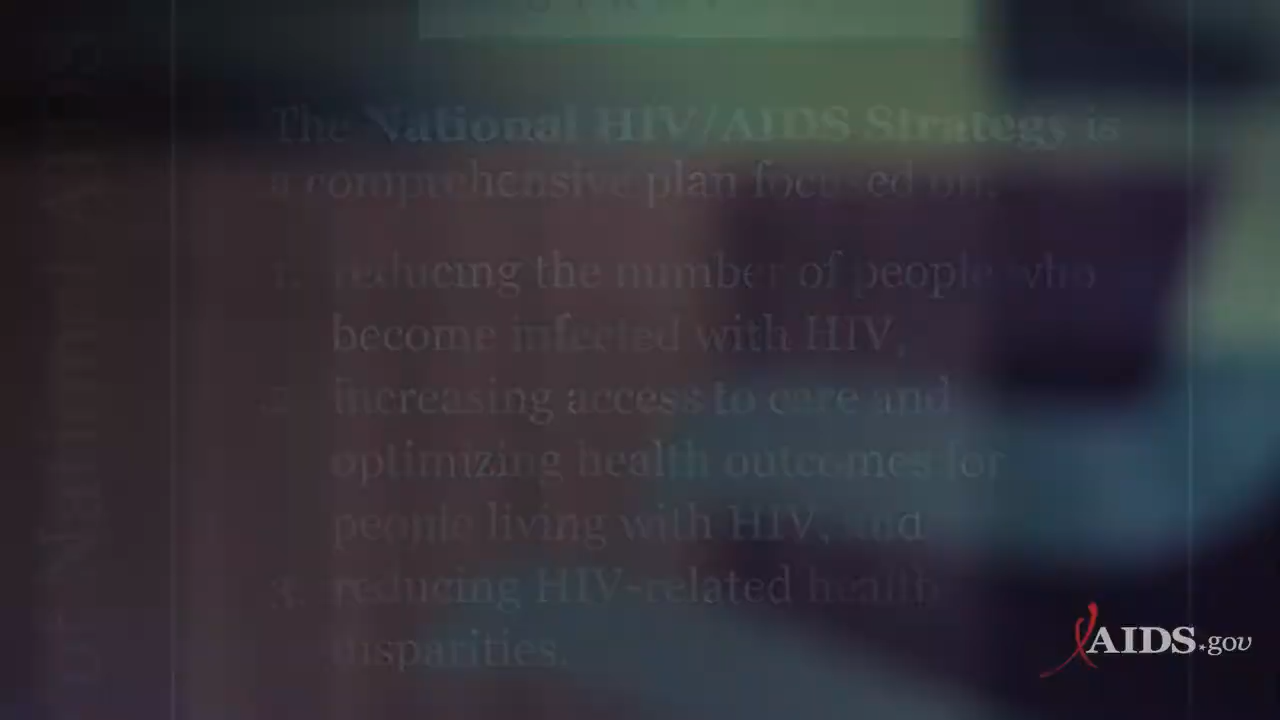 The National HIV/AIDS Strategy is
a comprehensive plan focused on:
1. reducing the number of people who
become infected with HIV,
2. increasing access to care and
optimizing health outcomes for
people living with HIV, and
3. reducing HIV-related health
disparities.
AIDS.gov